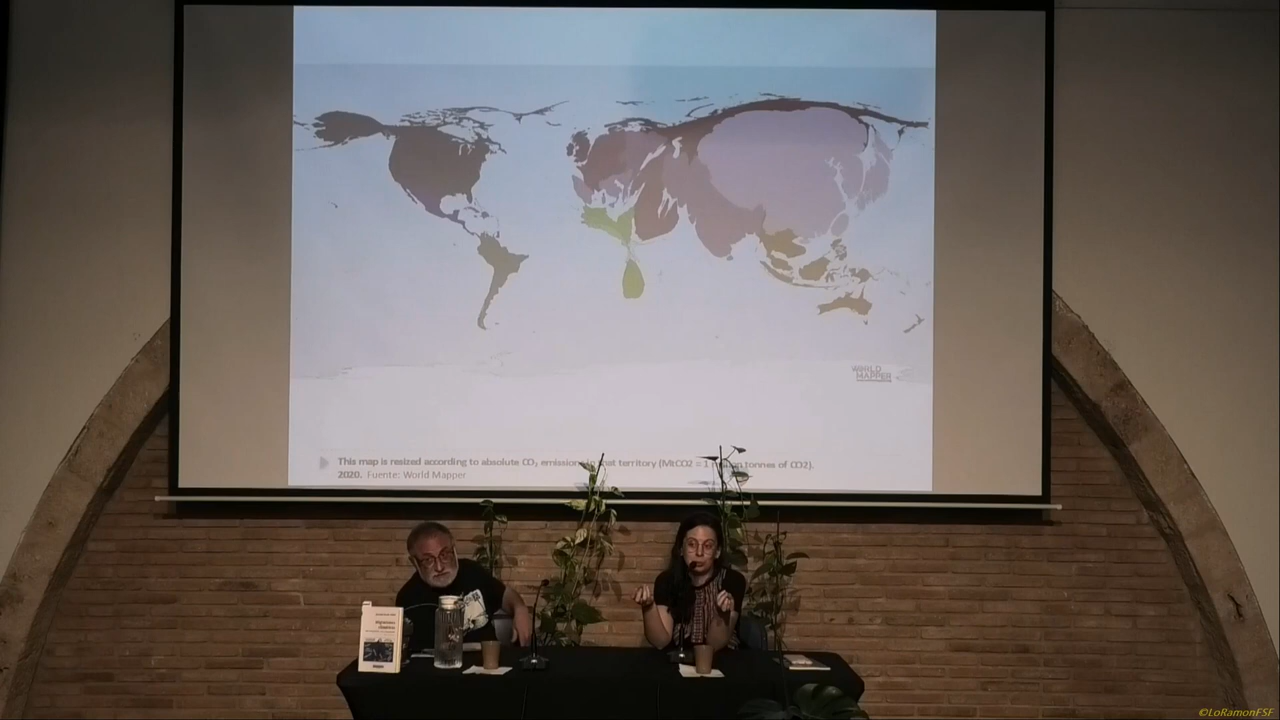 WORLD
MAPPER
This map is resized according to absolute CO₂ emissions in that territory (MtCO2 = 1 million tonnes of CO2).
2020. Fuente: World Mapper
©LoRamonFSF